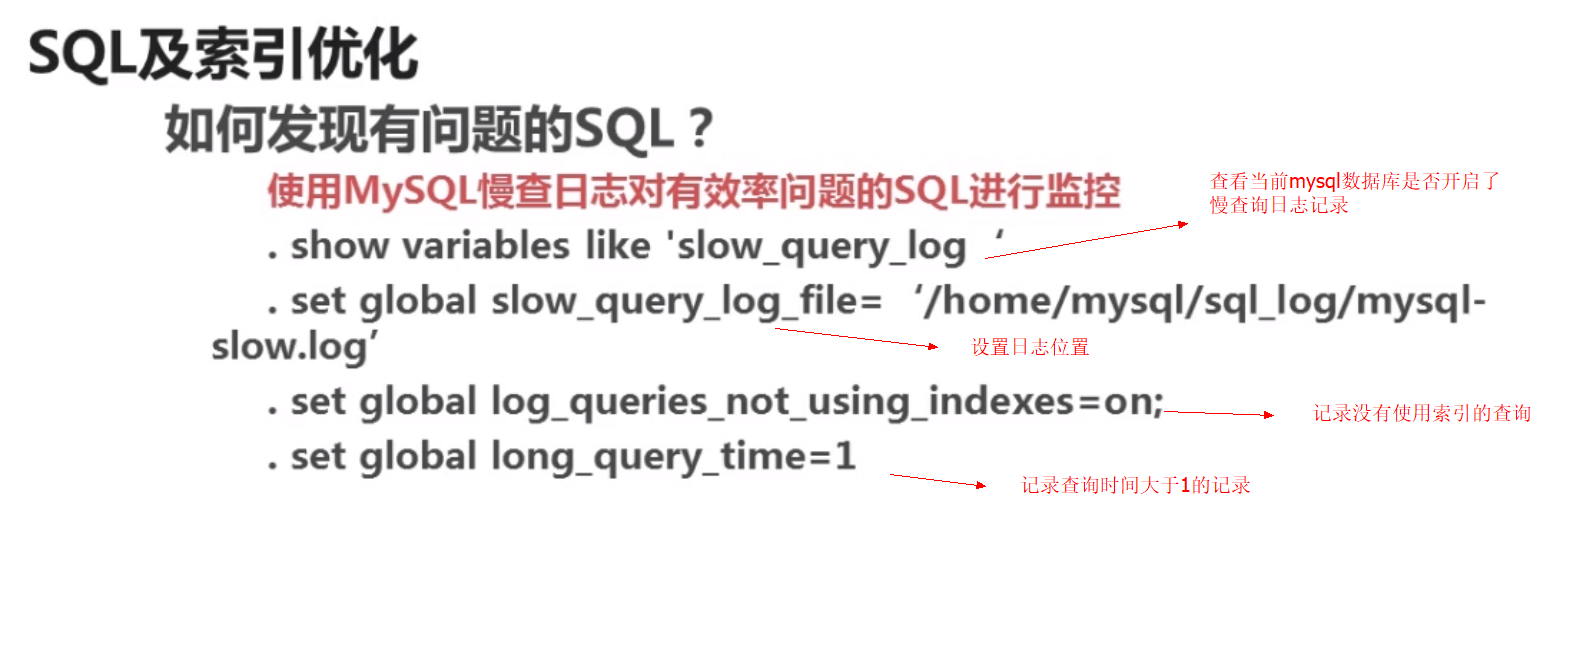 SQL及索引优化
如何发现有问题的SQL？
使用MySQL慢查日志对有效率问题的SQL进行监控
查看当前mysql数据库是否开启了
慢查询日志记录
. show variables like 'slow_query_log ‘
. set global slow_query_log_file= ‘/home/mysql/sql_log/mysql-
slow.log’
设置日志位置
. set global log_queries_not_using_indexes=on;
记录没有使用索引的查询
. set global long_query_time=1
记录查询时间大于1的记录